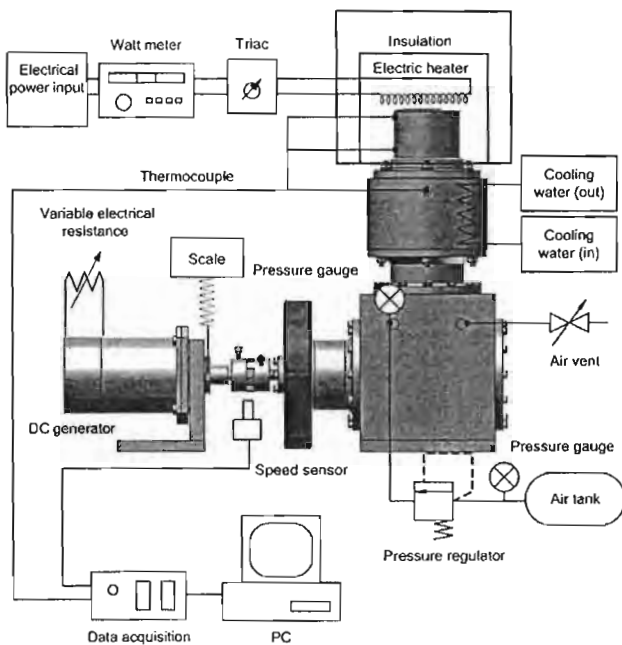 Watt meter
Triac
Insulation
Electrical
power input
Electric heater
Thermocouple
Cooling
water (out)
Variable electrical
resistance
Scale
Pressure gauge
Cooling
water (in)
Air vent
DC generator
Speed sensor
Pressure gauge
Air tank
Pressure regulator
Data acquisition
PC